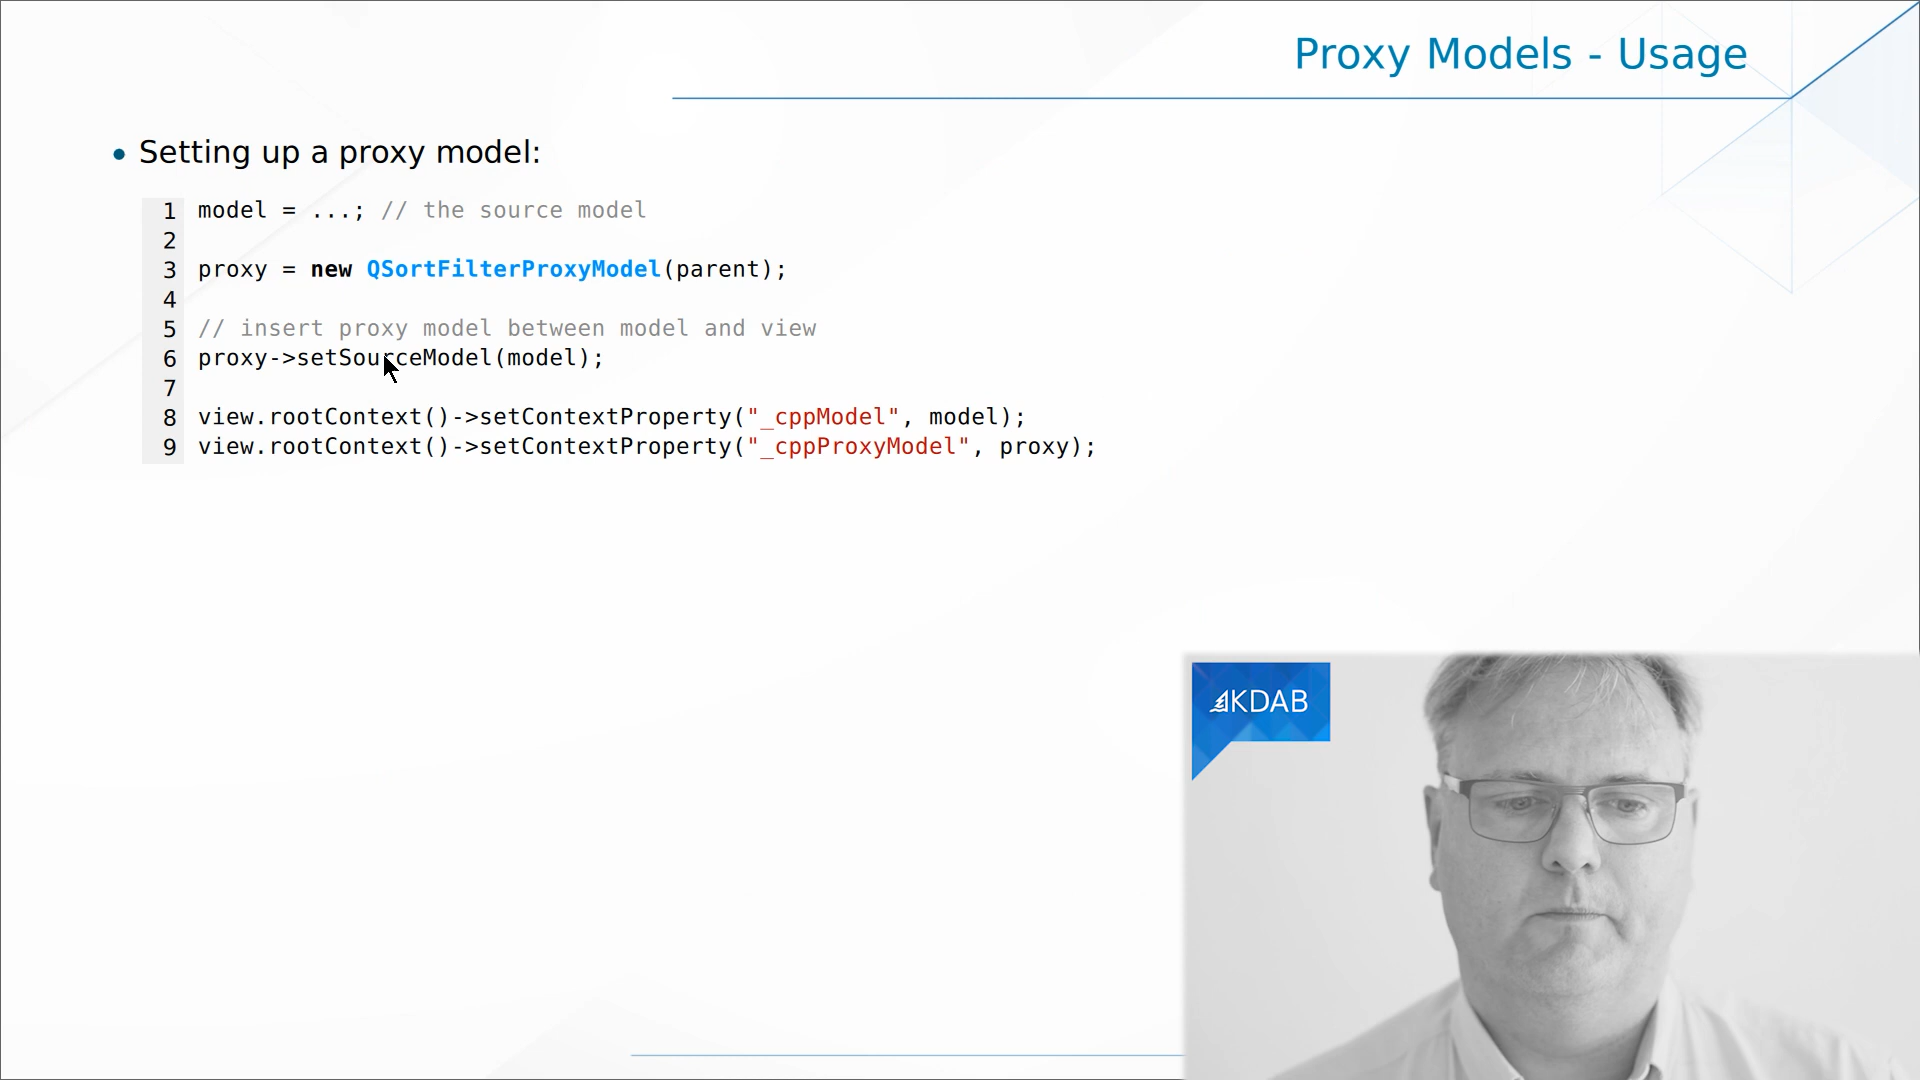 Proxy Models - Usage
• Setting up a proxy model:
1 model = ...; // the source model
2
3 proxy = new QSortFilterProxyModel(parent);
4
5 // insert proxy model between model and view
6 proxy->setSourceModel(model);
7
8 view.rootContext()->setContextProperty("_cppModel", model);
9 view.rootContext()->setContextProperty("_cppProxyModel", proxy);
KDAB